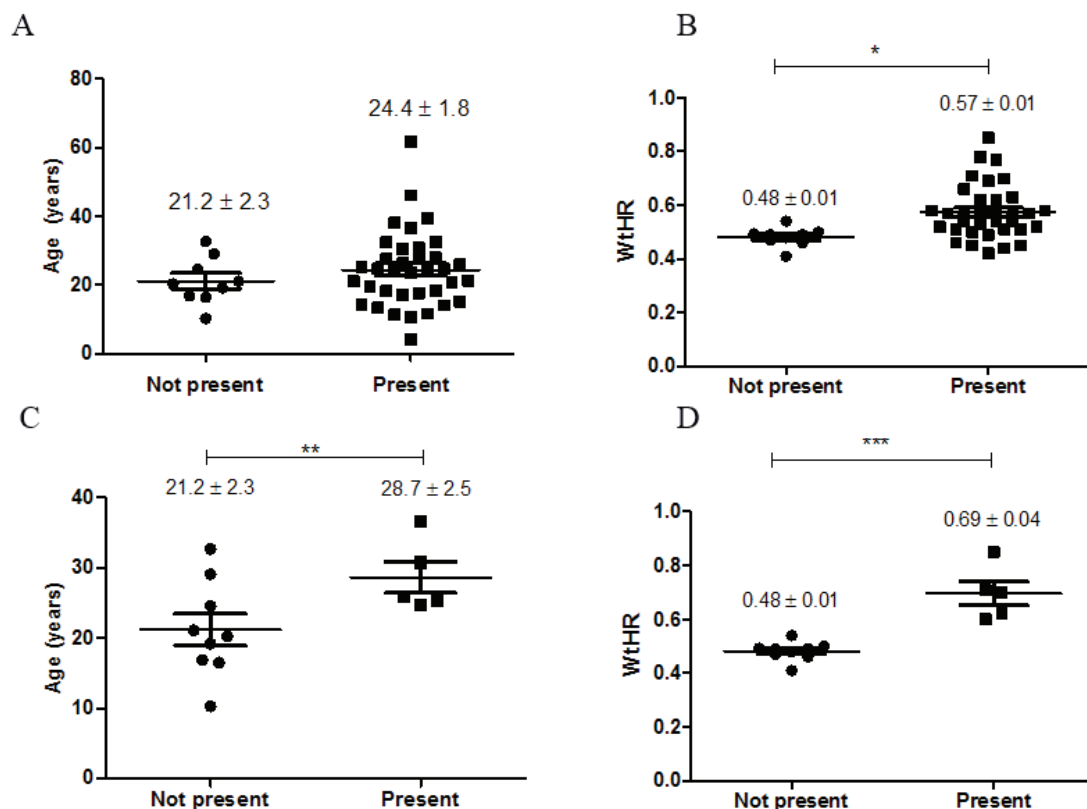 A
Age (years)
80
60
40
20
0
21.2 ± 2.3
24.4 ± 1.8
Not present
Present
B
*
WtHR
1.0
0.8
0.6
0.4
0.2
0.0
0.48 ± 0.01
0.57 ± 0.01
Not present
Present
C
**
Age (years)
40
30
20
10
0
21.2 ± 2.3
28.7 ± 2.5
Not present
Present
D
***
WtHR
1.0
0.8
0.6
0.4
0.2
0.0
0.48 ± 0.01
0.69 ± 0.04
Not present
Present